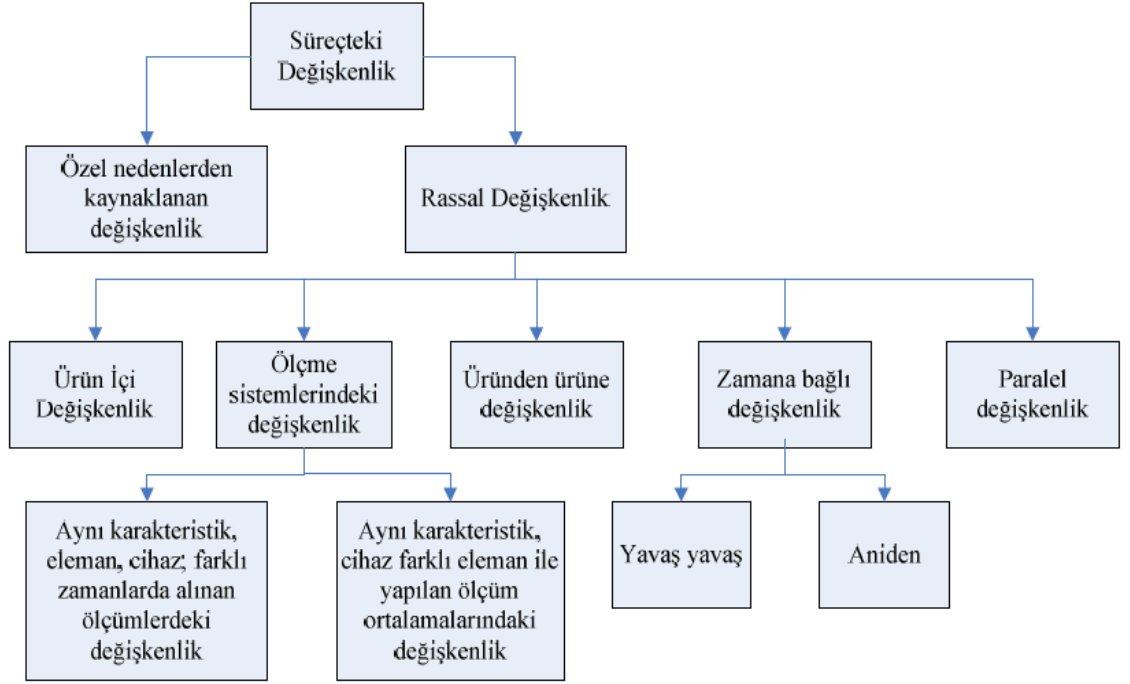 Süreçteki
Değişkenlik
Özel nedenlerden
kaynaklanan
değişkenlik
Rassal Değişkenlik
Ürün İçi
Değişkenlik
Ölçme
sistemlerindeki
değişkenlik
Üründen ürüne
değişkenlik
Zamana bağlı
değişkenlik
Paralel
değişkenlik
Aynı karakteristik,
eleman, cihaz; farklı
zamanlarda alınan
ölçümlerdeki
değişkenlik
Aynı karakteristik,
cihaz farklı eleman ile
yapılan ölçüm
ortalamalarındaki
değişkenlik
Yavaş yavaş
Aniden